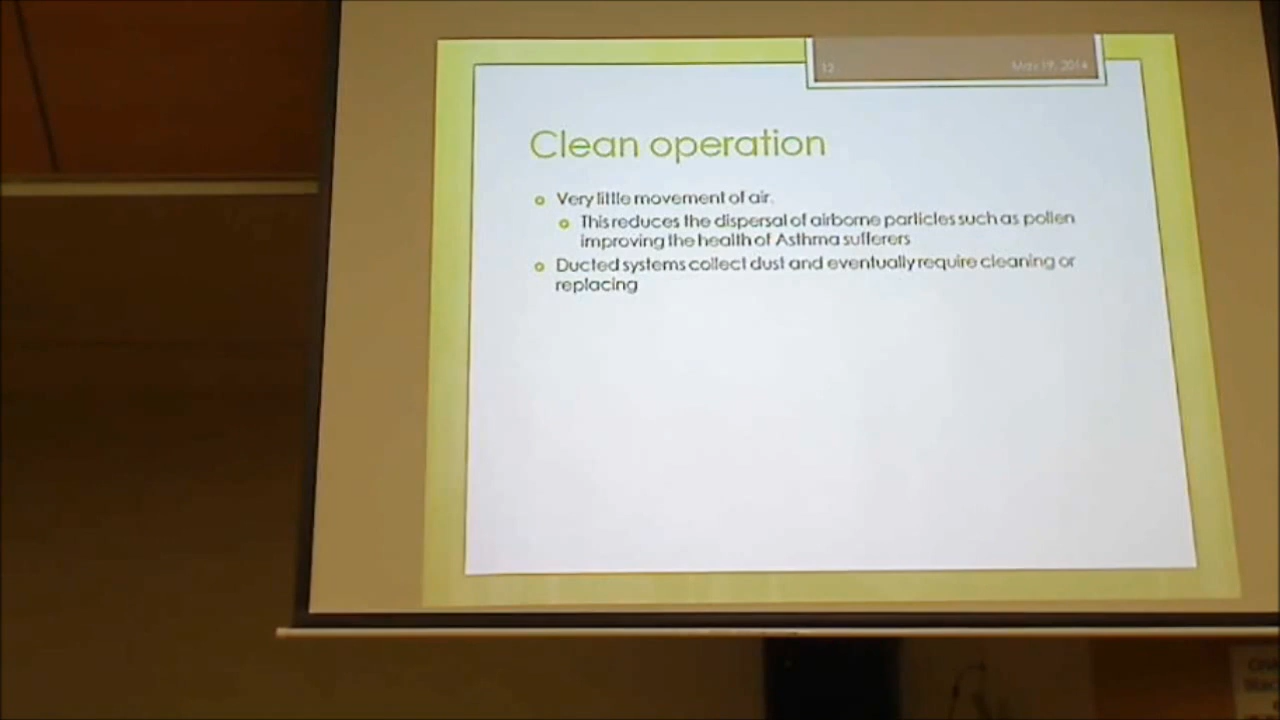 12 May 19, 2014
Clean operation
Very little movement of air.
This reduces the dispersal of airborne particles such as pollen
improving the health of Asthma sufferers
Ducted systems collect dust and eventually require cleaning or
replacing